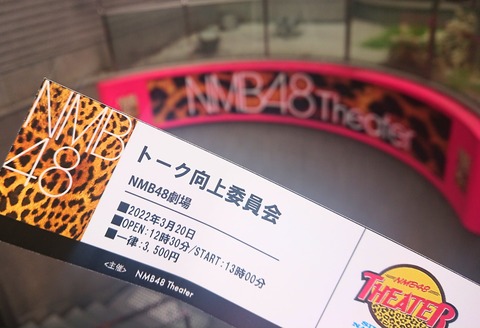 NMB48 Theater
NMB
48
トーク向上委員会
NMB48劇場
■2022年3月20日
■OPEN:12時30分/START:13時00分
■一律:3,500円
<主催> NMB48 Theater
NMB48
THEATER